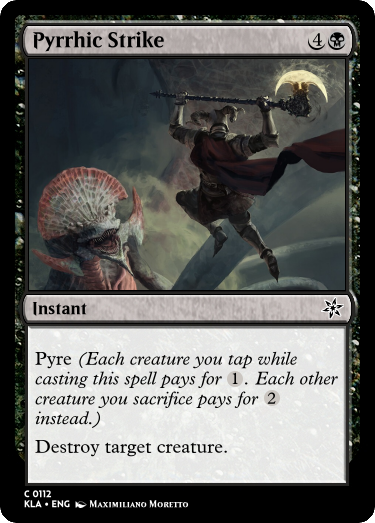 Pyrrhic Strike 4
Instant
Pyre (Each creature you tap while
casting this spell pays for 1. Each other
creature you sacrifice pays for 2
instead.)
Destroy target creature.
C 0112
KLA • ENG Maximiliano Moretto